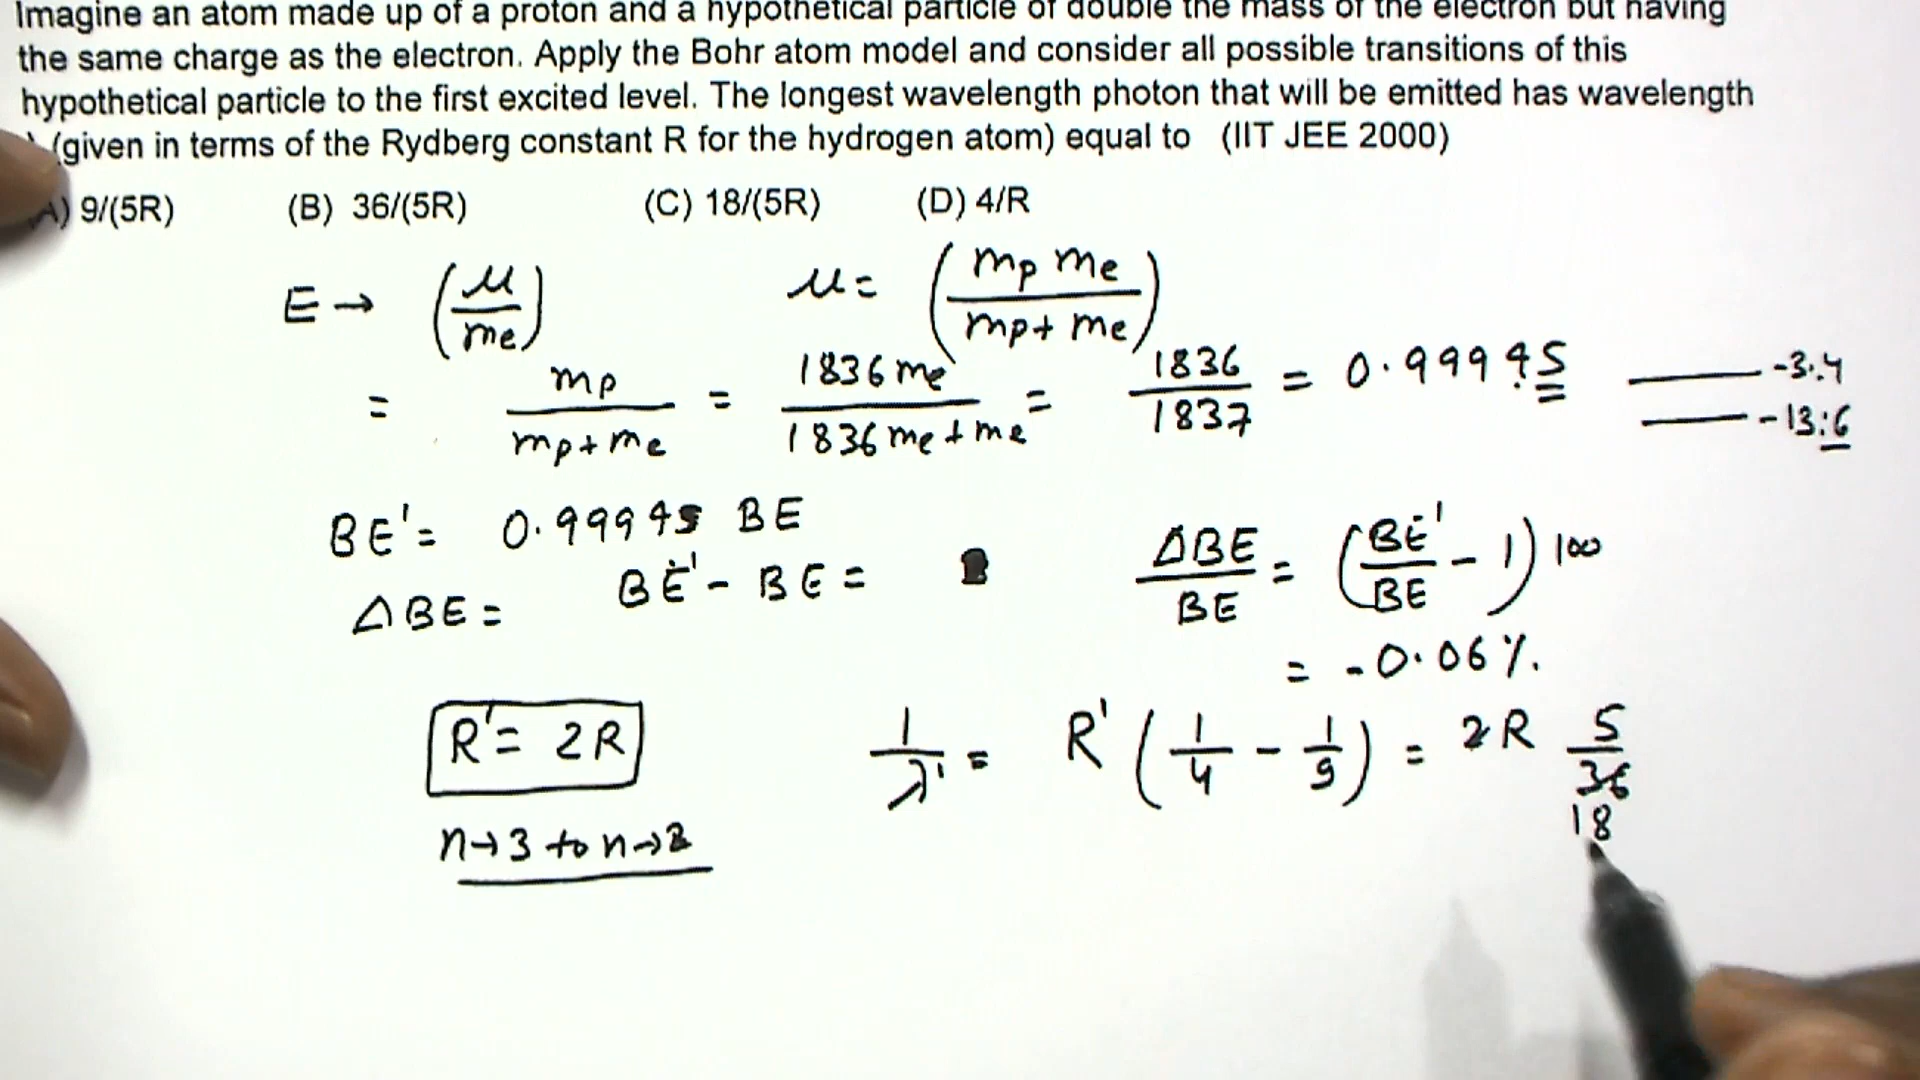 Imagine an atom made up of a proton and a hypothetical particle of double the mass of the electron but having
the same charge as the electron. Apply the Bohr atom model and consider all possible transitions of this
hypothetical particle to the first excited level. The longest wavelength photon that will be emitted has wavelength
(given in terms of the Rydberg constant R for the hydrogen atom) equal to (IIT JEE 2000)
A) 9/(5R) (B) 36/(5R) (C) 18/(5R) (D) 4/R
E → (μ/me) μ = (mp me / mp + me)
= mp / mp + me = 1836 me / 1836 me + me = 1836 / 1837 = 0.99945
-3.4
-13.6
BE' = 0.99945 BE
ΔBE = BE' - BE =
ΔBE / BE = (BE' / BE - 1) 100
= -0.06 %.
R' = 2R
1/λ' = R' (1/4 - 1/9) = 2R 5/36
18
n→3 to n→2